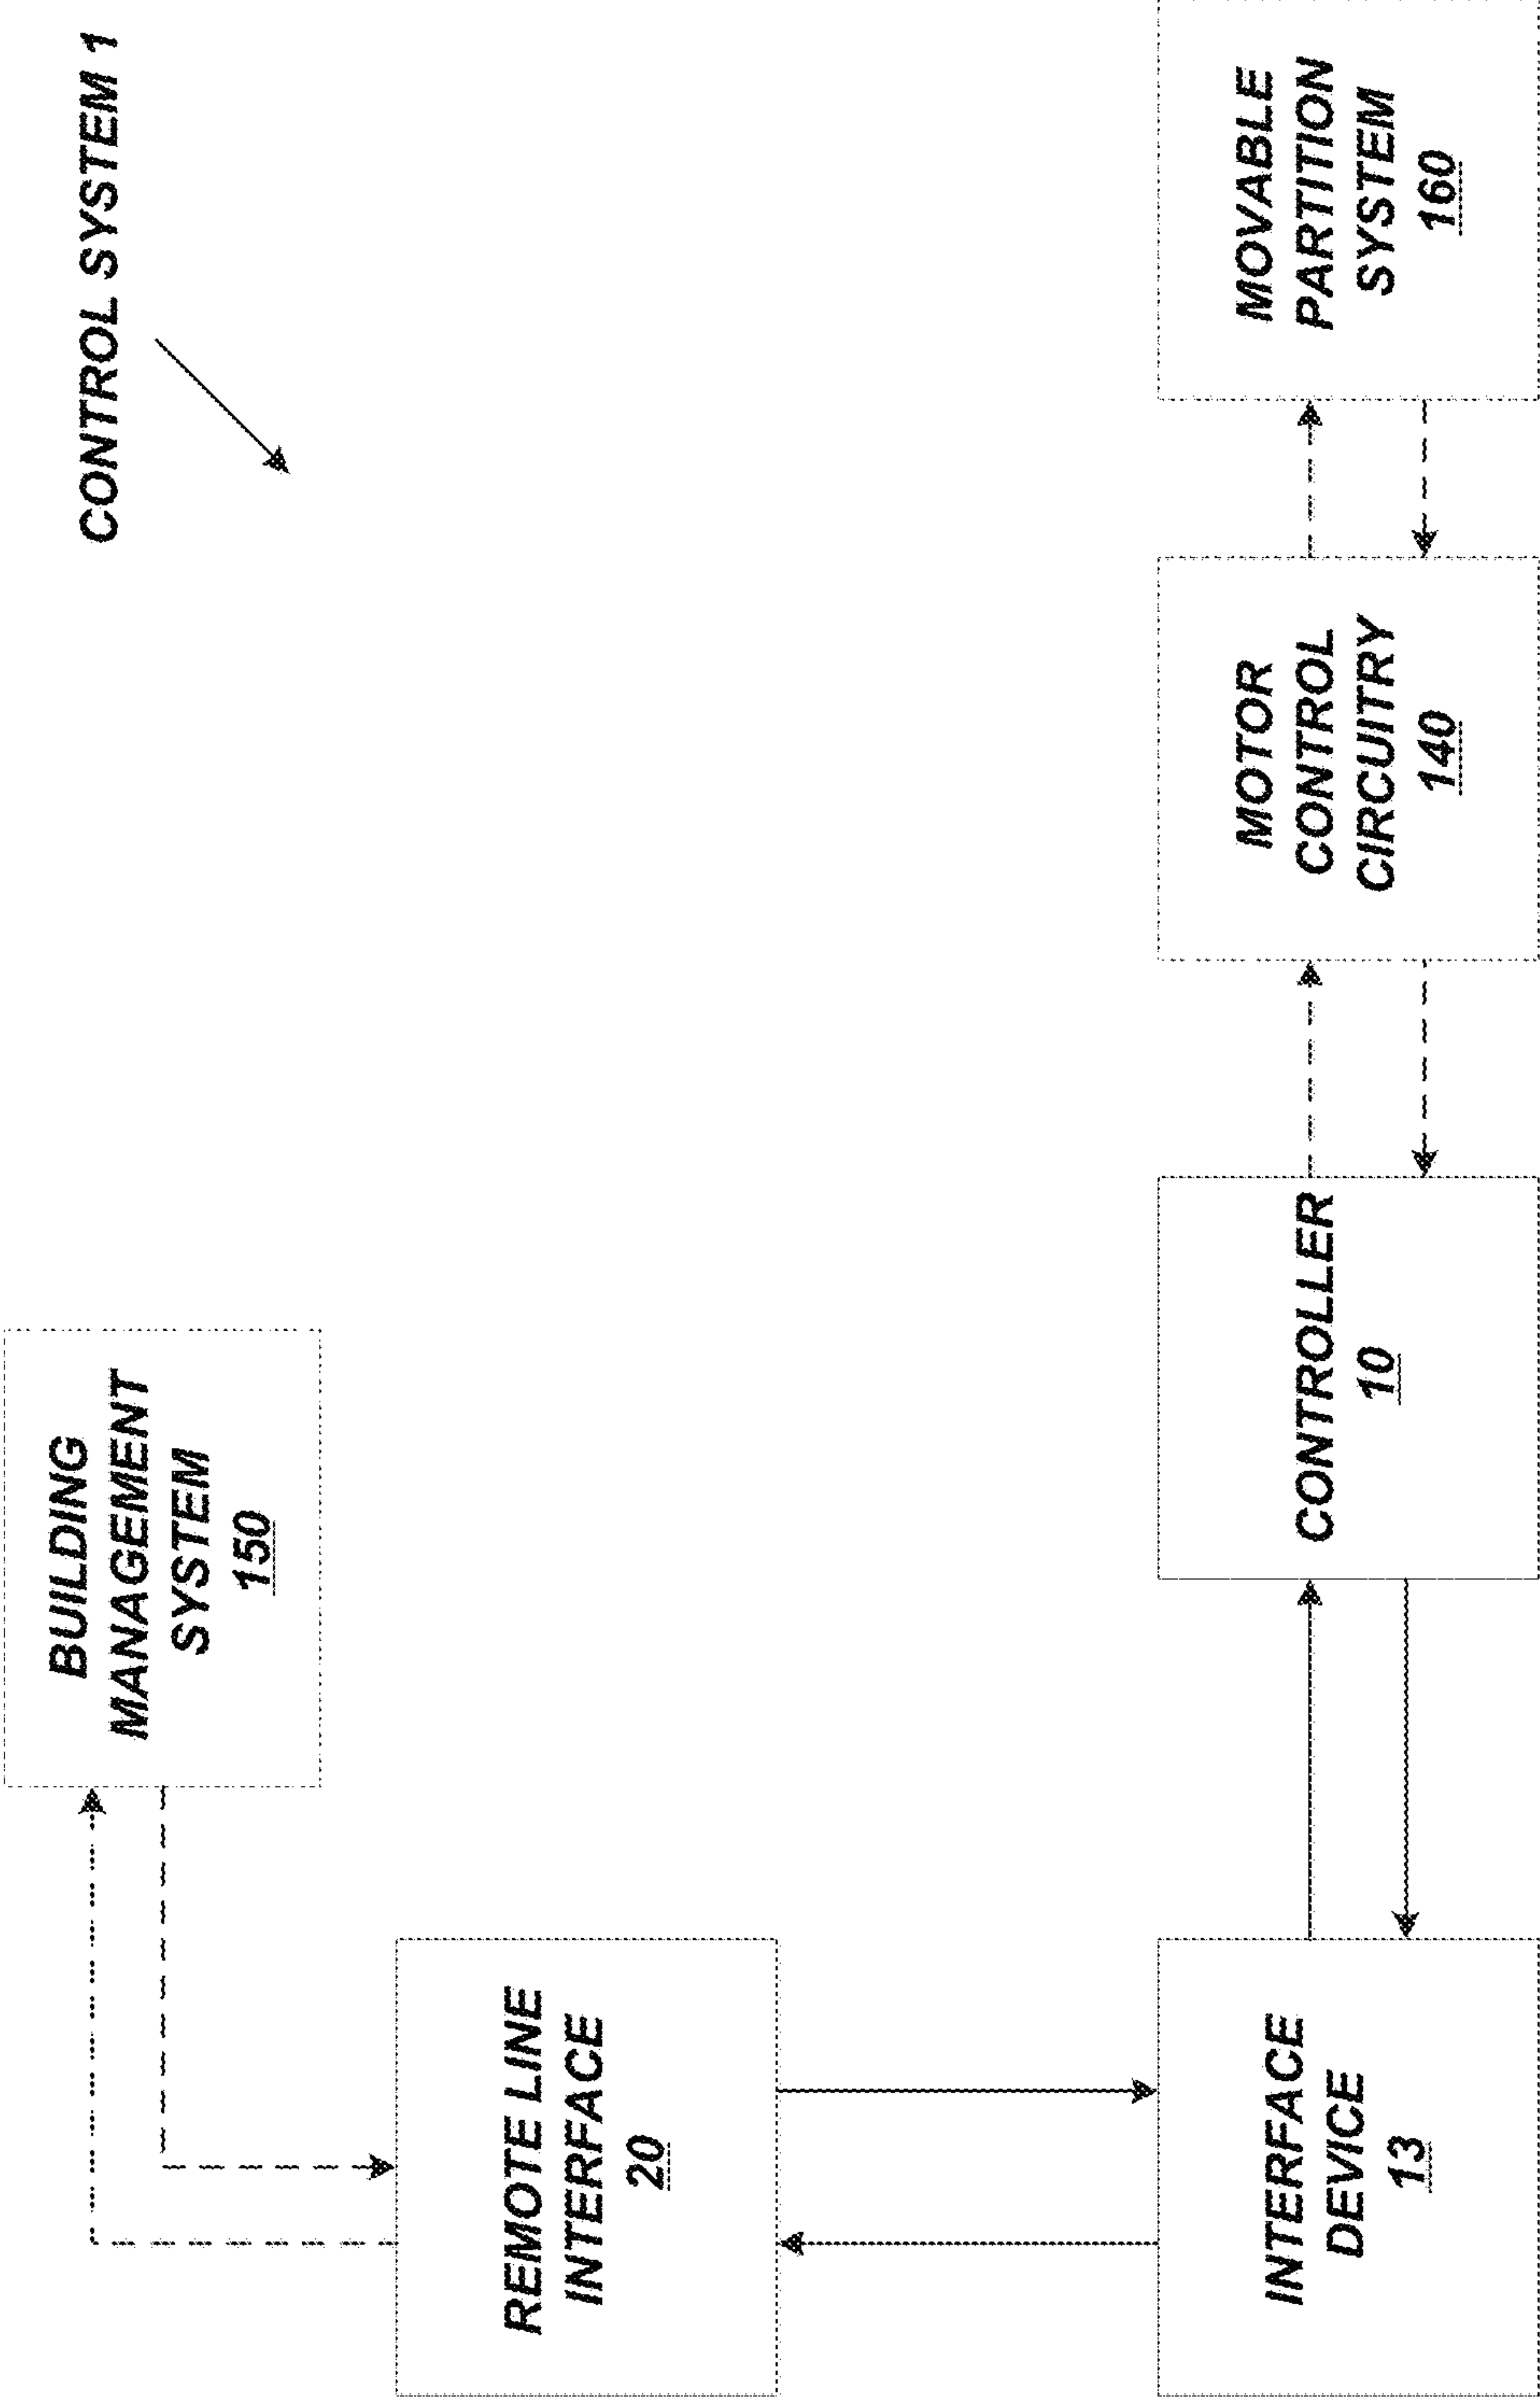 CONTROL SYSTEM 1
BUILDING
MANAGEMENT
SYSTEM
150
REMOTE LINE
INTERFACE
20
INTERFACE
DEVICE
13
CONTROLLER
10
MOTOR
CONTROL
CIRCUITRY
140
MOVABLE
PARTITION
SYSTEM
160